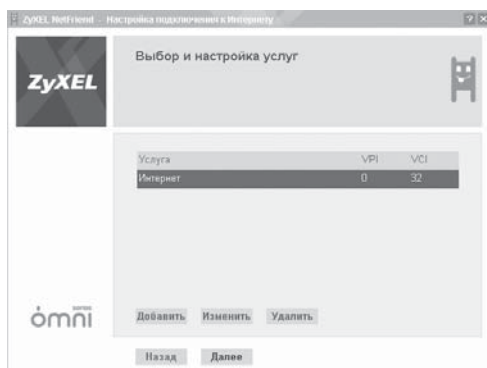 ZyXEL NetFriend - Настройка подключения к Интернету
ZyXEL
Выбор и настройка услуг
Услуга VPI VCI
Интернет 0 32
omni series
Добавить Изменить Удалить
Назад Далее